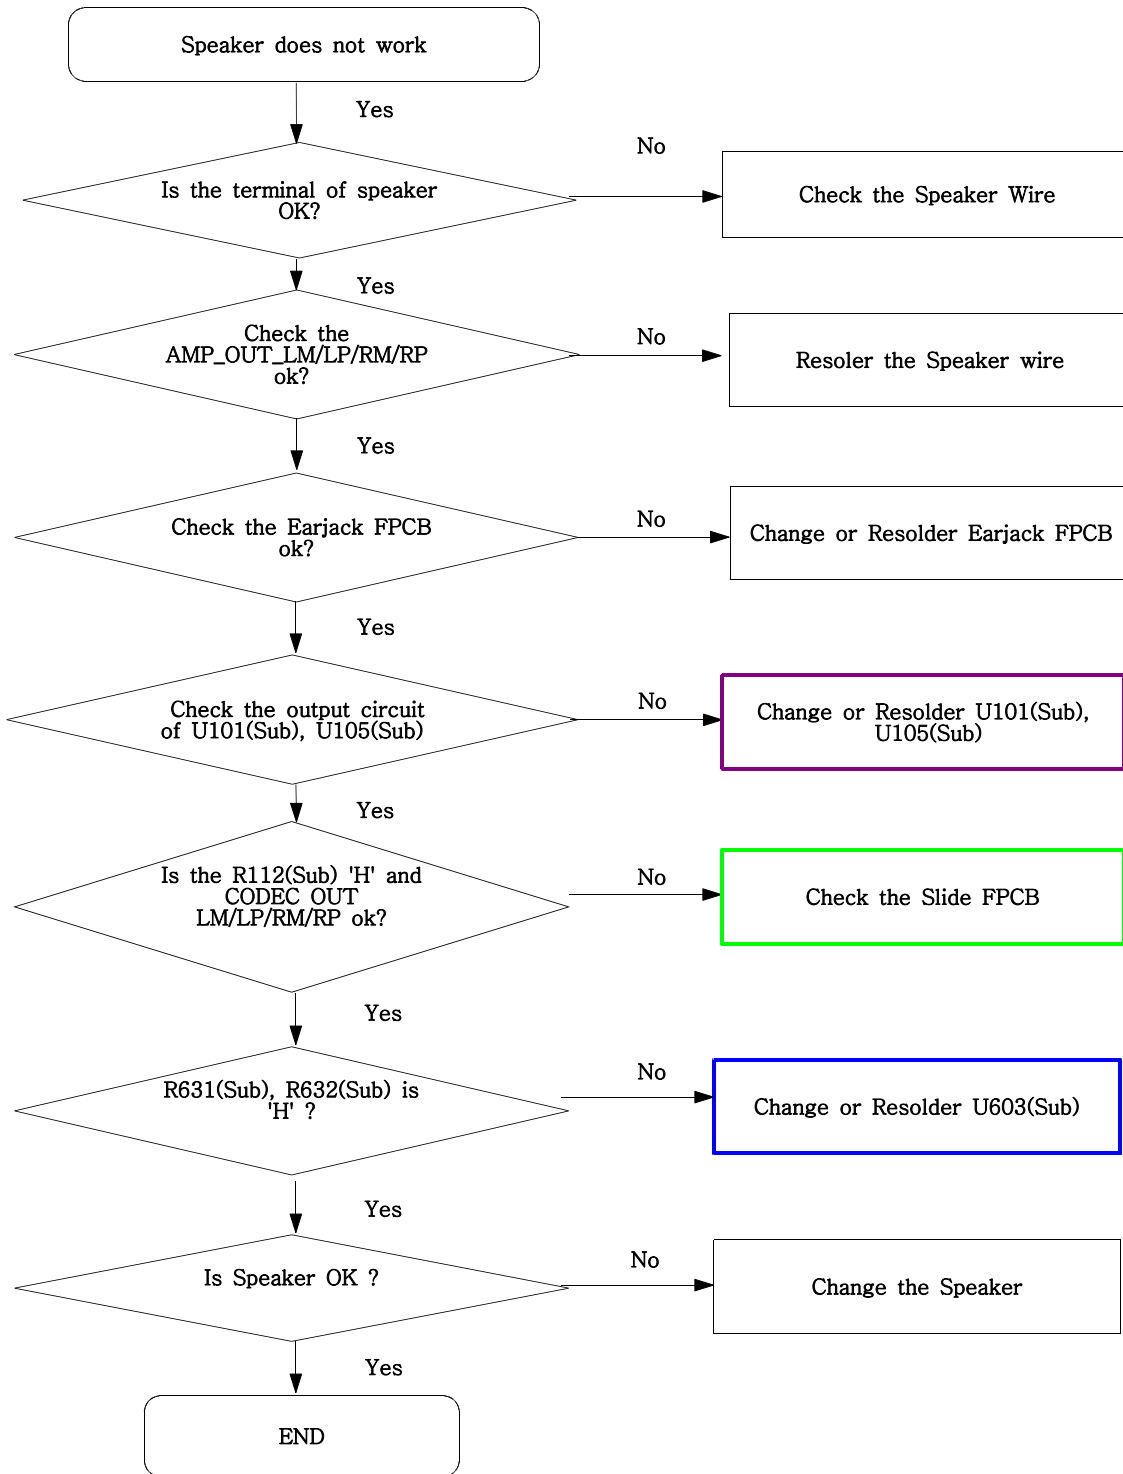 Speaker does not work
Yes
No
Is the terminal of speaker
OK?
Check the Speaker Wire
Yes
Check the
AMP_OUT_LM/LP/RM/RP
ok?
No
Resoler the Speaker wire
Yes
Check the Earjack FPCB
ok?
No
Change or Resolder Earjack FPCB
Yes
Check the output circuit
of U101(Sub), U105(Sub)
No
Change or Resolder U101(Sub),
U105(Sub)
Yes
Is the R112(Sub) 'H' and
CODEC OUT
LM/LP/RM/RP ok?
No
Check the Slide FPCB
Yes
R631(Sub), R632(Sub) is
'H' ?
No
Change or Resolder U603(Sub)
Yes
Is Speaker OK ?
No
Change the Speaker
Yes
END